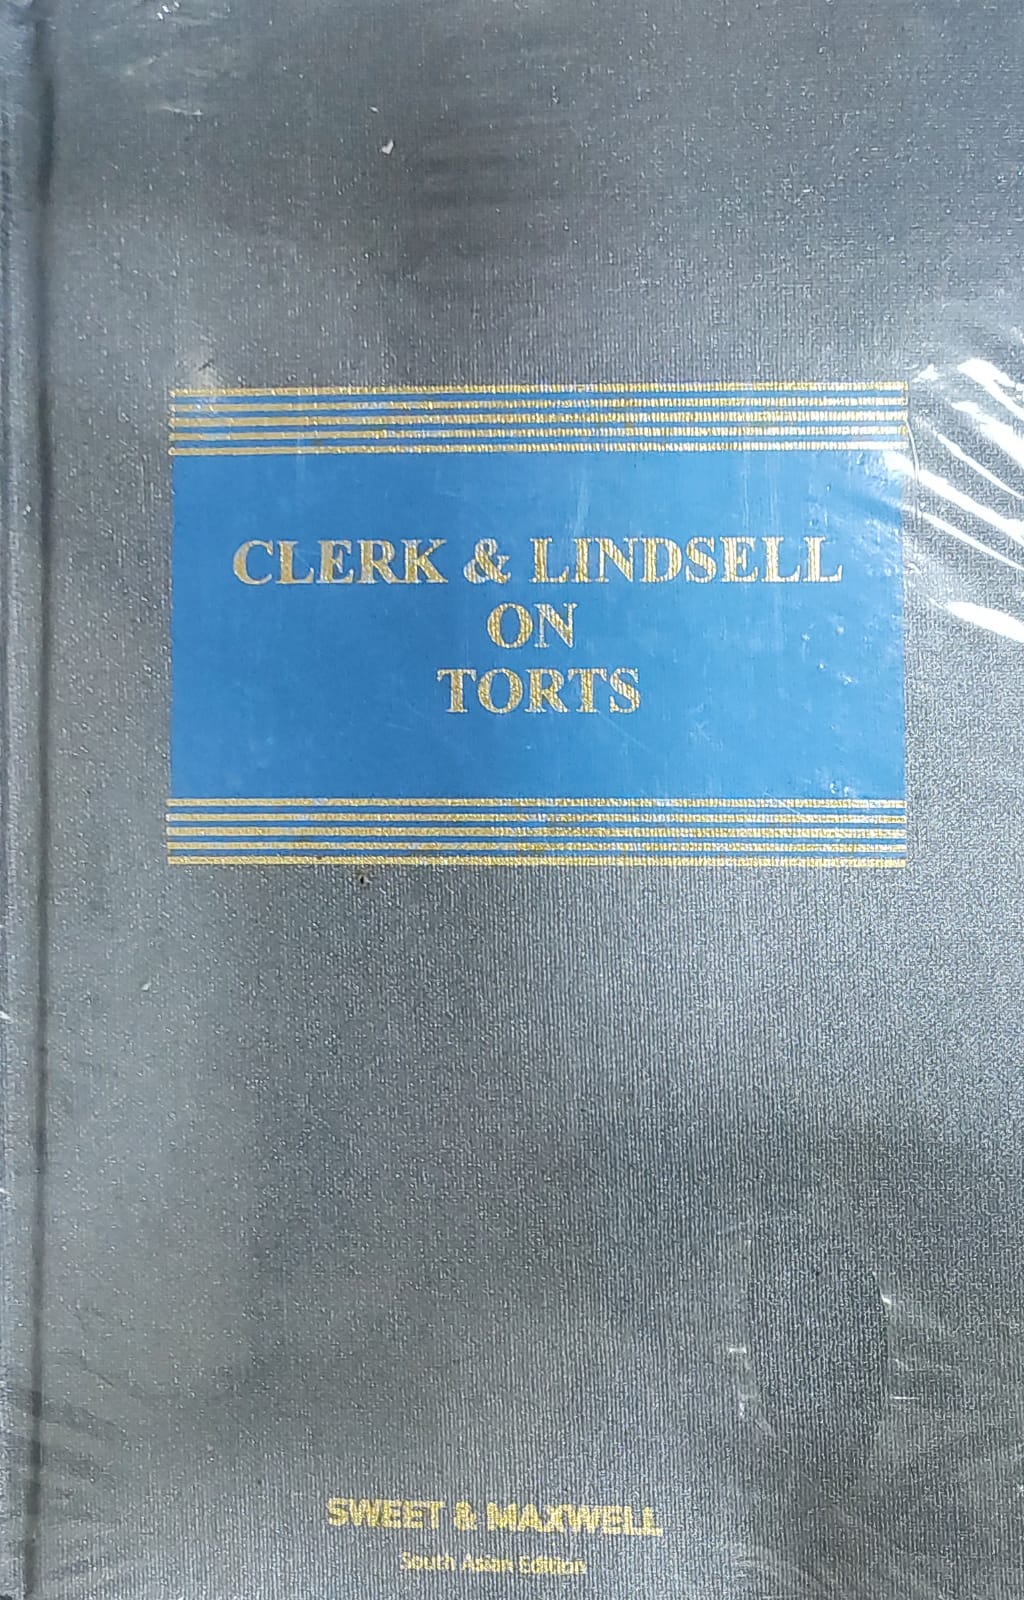 CLERK & LINDSELL
ON
TORTS
SWEET & MAXWELL
South Asian Edition